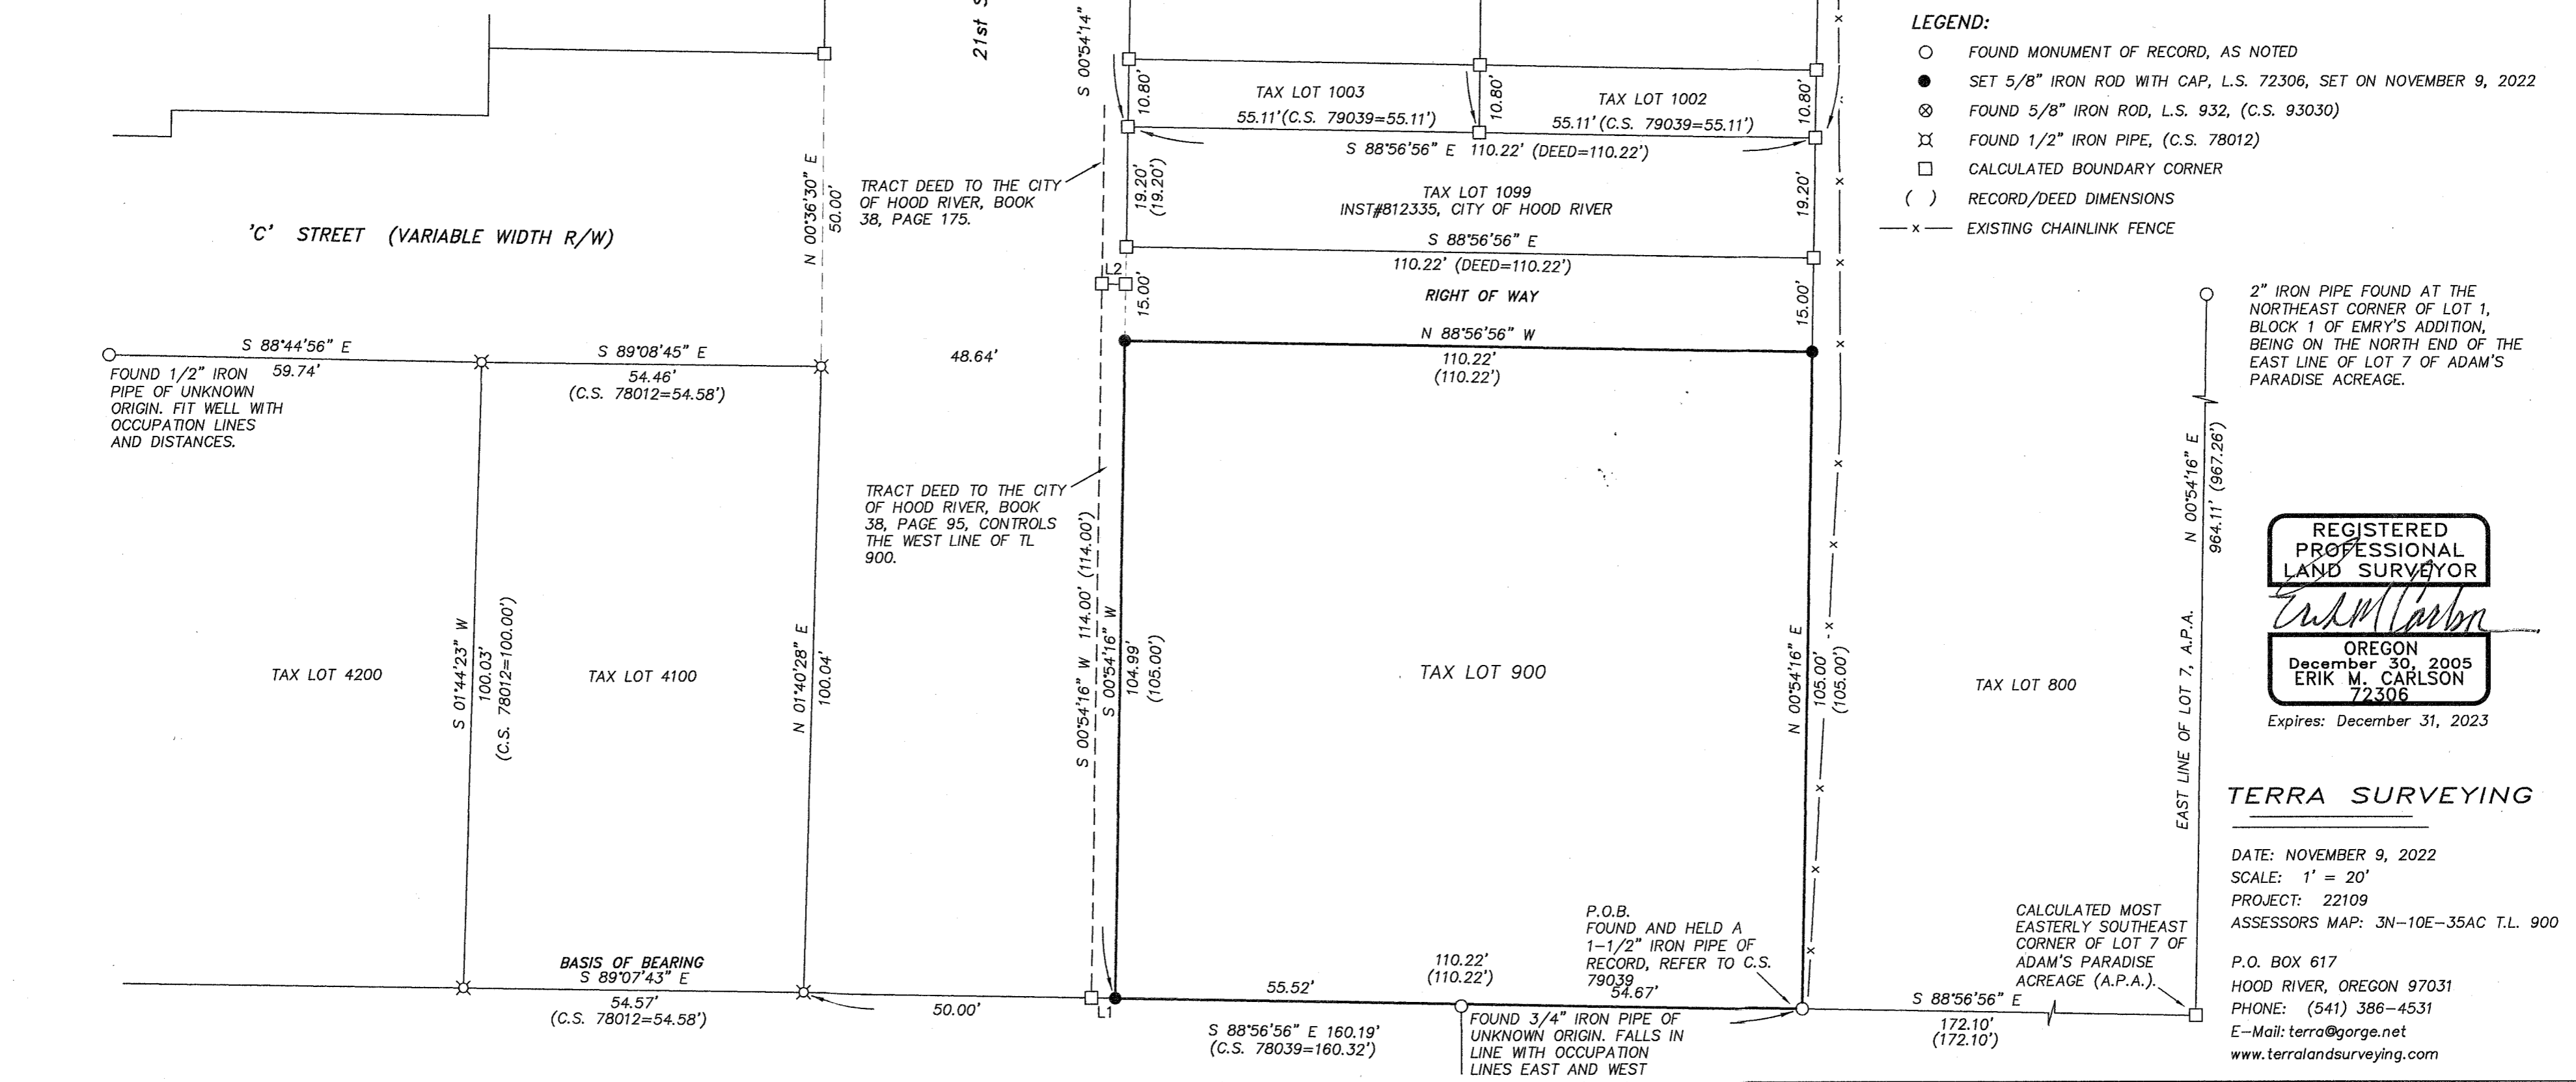 LEGEND:
FOUND MONUMENT OF RECORD, AS NOTED
SET 5/8" IRON ROD WITH CAP, L.S. 72306, SET ON NOVEMBER 9, 2022
FOUND 5/8" IRON ROD, L.S. 932, (C.S. 93030)
FOUND 1/2" IRON PIPE, (C.S. 78012)
CALCULATED BOUNDARY CORNER
( ) RECORD/DEED DIMENSIONS
x EXISTING CHAINLINK FENCE
21st
S 00°54'14"
10.80'
TAX LOT 1003
55.11'(C.S. 79039=55.11')
10.80'
TAX LOT 1002
55.11'(C.S. 79039=55.11')
10.80'
S 88°56'56" E 110.22' (DEED=110.22')
19.20'
(19.20')
TAX LOT 1099
INST#812335, CITY OF HOOD RIVER
19.20'
S 88°56'56" E
110.22' (DEED=110.22')
RIGHT OF WAY
15.00'
15.00'
L2
N 88°56'56" W
110.22'
(110.22')
'C' STREET (VARIABLE WIDTH R/W)
N 00°36'30" E
50.00'
TRACT DEED TO THE CITY
OF HOOD RIVER, BOOK
38, PAGE 175.
S 88°44'56" E
59.74'
FOUND 1/2" IRON
PIPE OF UNKNOWN
ORIGIN. FIT WELL WITH
OCCUPATION LINES
AND DISTANCES.
S 89°08'45" E
54.46'
(C.S. 78012=54.58')
48.64'
TRACT DEED TO THE CITY
OF HOOD RIVER, BOOK
38, PAGE 95, CONTROLS
THE WEST LINE OF TL
900.
TAX LOT 4200
S 01°44'23" W
100.03'
(C.S. 78012=100.00')
TAX LOT 4100
N 01°40'28" E
100.04'
S 00°54'16" W 114.00' (114.00')
S 00°54'16" W
104.99'
(105.00')
TAX LOT 900
N 00°54'16" E
105.00'
(105.00')
TAX LOT 800
2" IRON PIPE FOUND AT THE
NORTHEAST CORNER OF LOT 1,
BLOCK 1 OF EMRY'S ADDITION,
BEING ON THE NORTH END OF THE
EAST LINE OF LOT 7 OF ADAM'S
PARADISE ACREAGE.
N 00°54'16" E
964.11' (967.26')
EAST LINE OF LOT 7, A.P.A.
BASIS OF BEARING
S 89°07'43" E
54.57'
(C.S. 78012=54.58')
50.00'
L1
55.52'
110.22'
(110.22')
54.67'
S 88°56'56" E 160.19'
(C.S. 78039=160.32')
P.O.B.
FOUND AND HELD A
1-1/2" IRON PIPE OF
RECORD, REFER TO C.S.
79039
FOUND 3/4" IRON PIPE OF
UNKNOWN ORIGIN. FALLS IN
LINE WITH OCCUPATION
LINES EAST AND WEST
S 88°56'56" E
172.10'
(172.10')
CALCULATED MOST
EASTERLY SOUTHEAST
CORNER OF LOT 7 OF
ADAM'S PARADISE
ACREAGE (A.P.A.).
REGISTERED
PROFESSIONAL
LAND SURVEYOR
Erik M Carlson
OREGON
December 30, 2005
ERIK M. CARLSON
72306
Expires: December 31, 2023
TERRA SURVEYING
DATE: NOVEMBER 9, 2022
SCALE: 1' = 20'
PROJECT: 22109
ASSESSORS MAP: 3N-10E-35AC T.L. 900
P.O. BOX 617
HOOD RIVER, OREGON 97031
PHONE: (541) 386-4531
E-Mail: terra@gorge.net
www.terralandsurveying.com